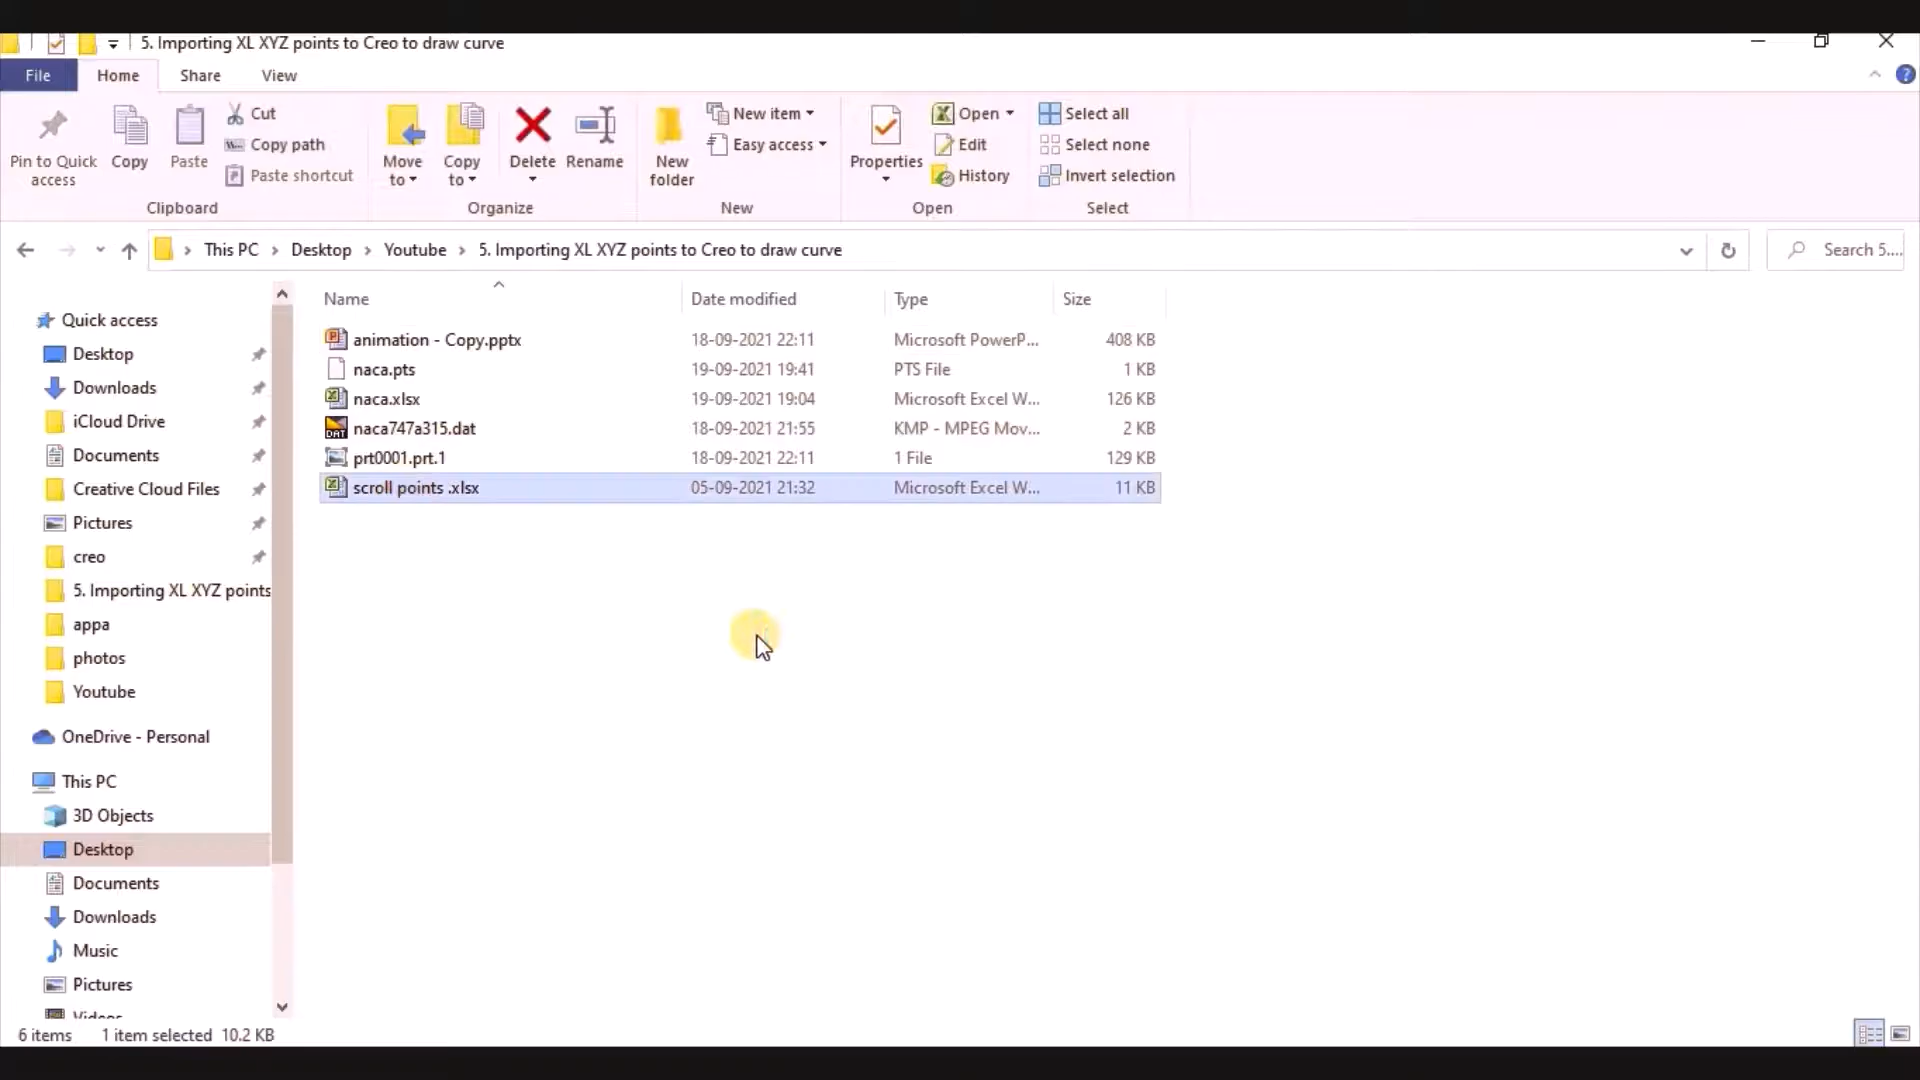 5. Importing XL XYZ points to Creo to draw curve
File Home Share View
Pin to Quick access
Copy
Paste
Cut
Copy path
Paste shortcut
Clipboard
Move to
Copy to
Delete
Rename
Organize
New folder
New item
Easy access
New
Properties
Open
Edit
History
Open
Select all
Select none
Invert selection
Select
This PC Desktop Youtube 5. Importing XL XYZ points to Creo to draw curve
Search 5....
Quick access
Desktop
Downloads
iCloud Drive
Documents
Creative Cloud Files
Pictures
creo
5. Importing XL XYZ points
appa
photos
Youtube
OneDrive - Personal
This PC
3D Objects
Desktop
Documents
Downloads
Music
Pictures
Videos
Name Date modified Type Size
animation - Copy.pptx 18-09-2021 22:11 Microsoft PowerP... 408 KB
naca.pts 19-09-2021 19:41 PTS File 1 KB
naca.xlsx 19-09-2021 19:04 Microsoft Excel W... 126 KB
naca747a315.dat 18-09-2021 21:55 KMP - MPEG Mov... 2 KB
prt0001.prt.1 18-09-2021 22:11 1 File 129 KB
scroll points .xlsx 05-09-2021 21:32 Microsoft Excel W... 11 KB
6 items 1 item selected 10.2 KB